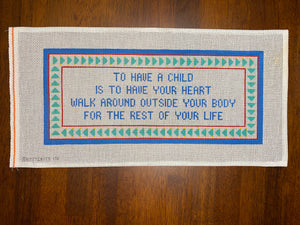 TO HAVE A CHILD
IS TO HAVE YOUR HEART
WALK AROUND OUTSIDE YOUR BODY
FOR THE REST OF YOUR LIFE